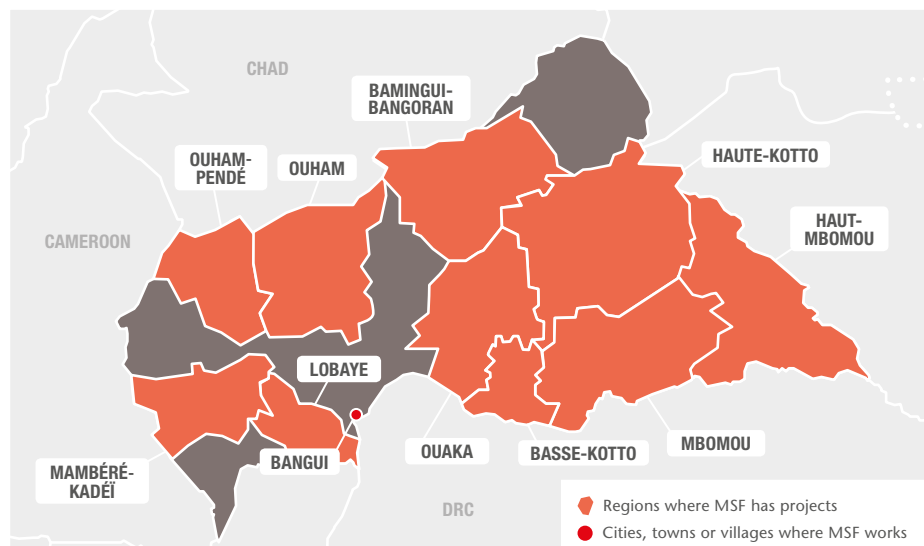 CHAD
BAMINGUI-
BANGORAN
OUHAM-
PENDÉ
OUHAM
HAUTE-KOTTO
HAUT-
MBOMOU
CAMEROON
LOBAYE
MAMBÉRÉ-
KADÉÏ
BANGUI
OUAKA
BASSE-KOTTO
MBOMOU
DRC
Regions where MSF has projects
Cities, towns or villages where MSF works